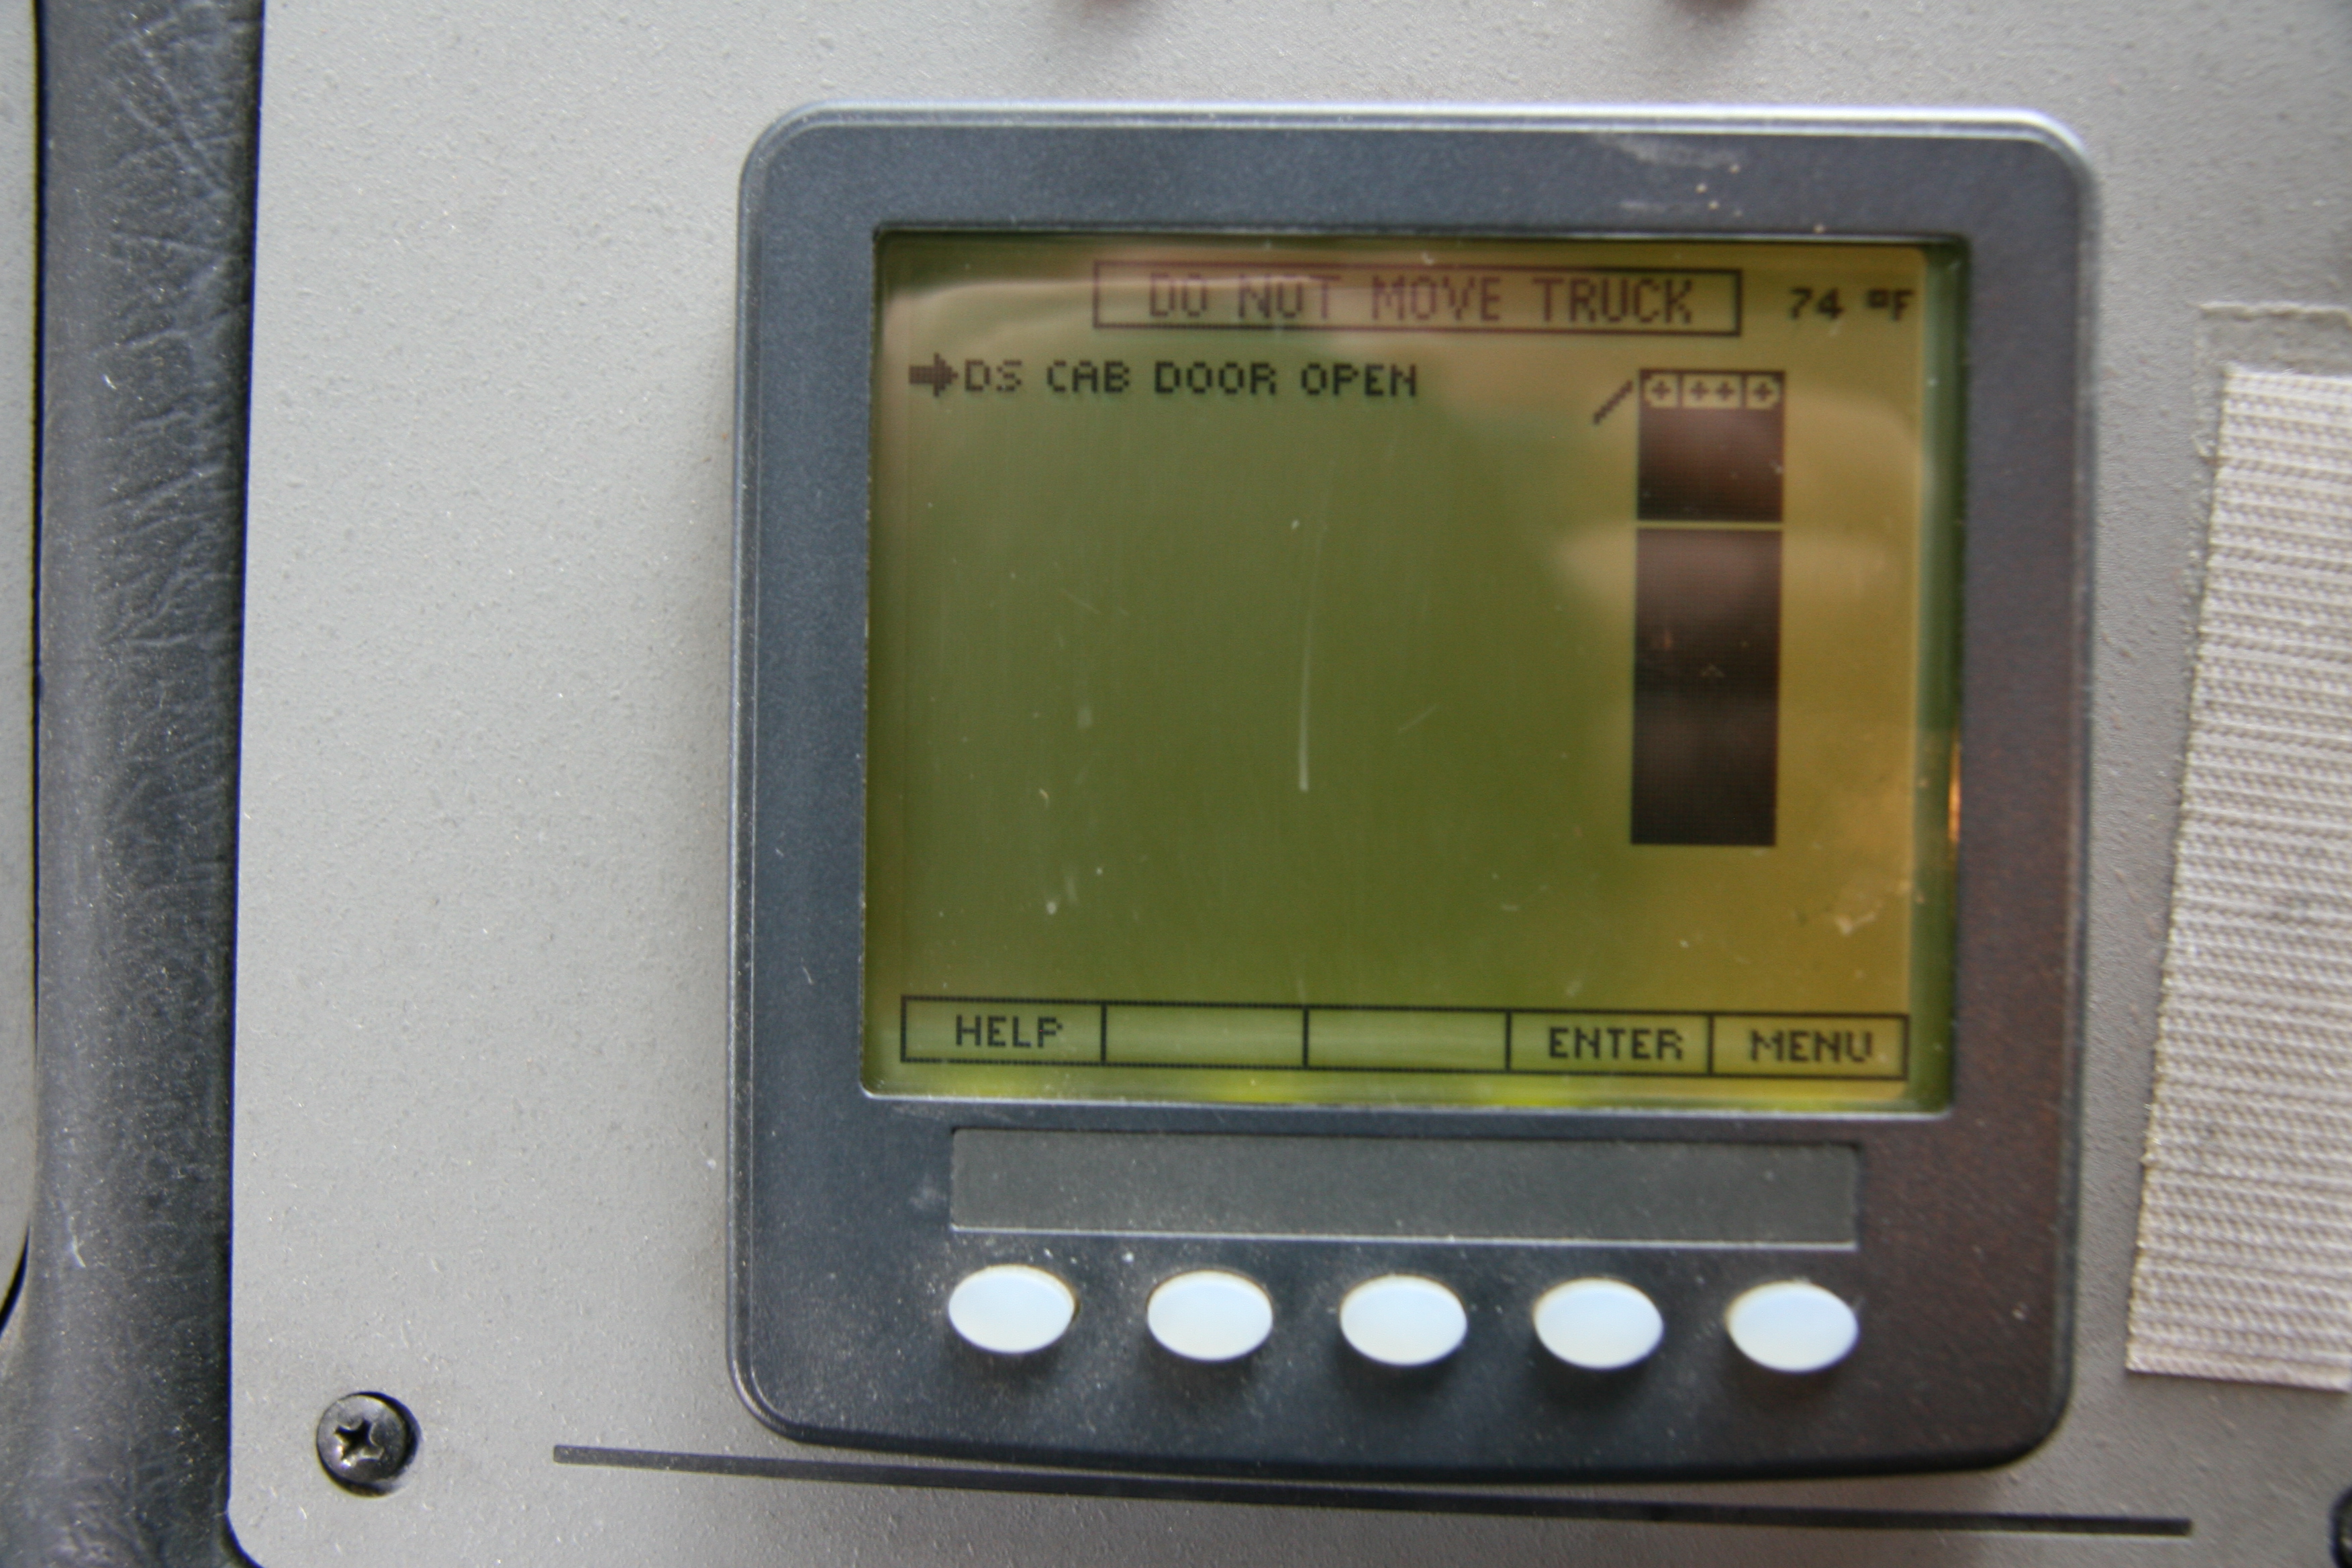 DO NOT MOVE TRUCK 74 °F
DS CAB DOOR OPEN
HELP ENTER MENU